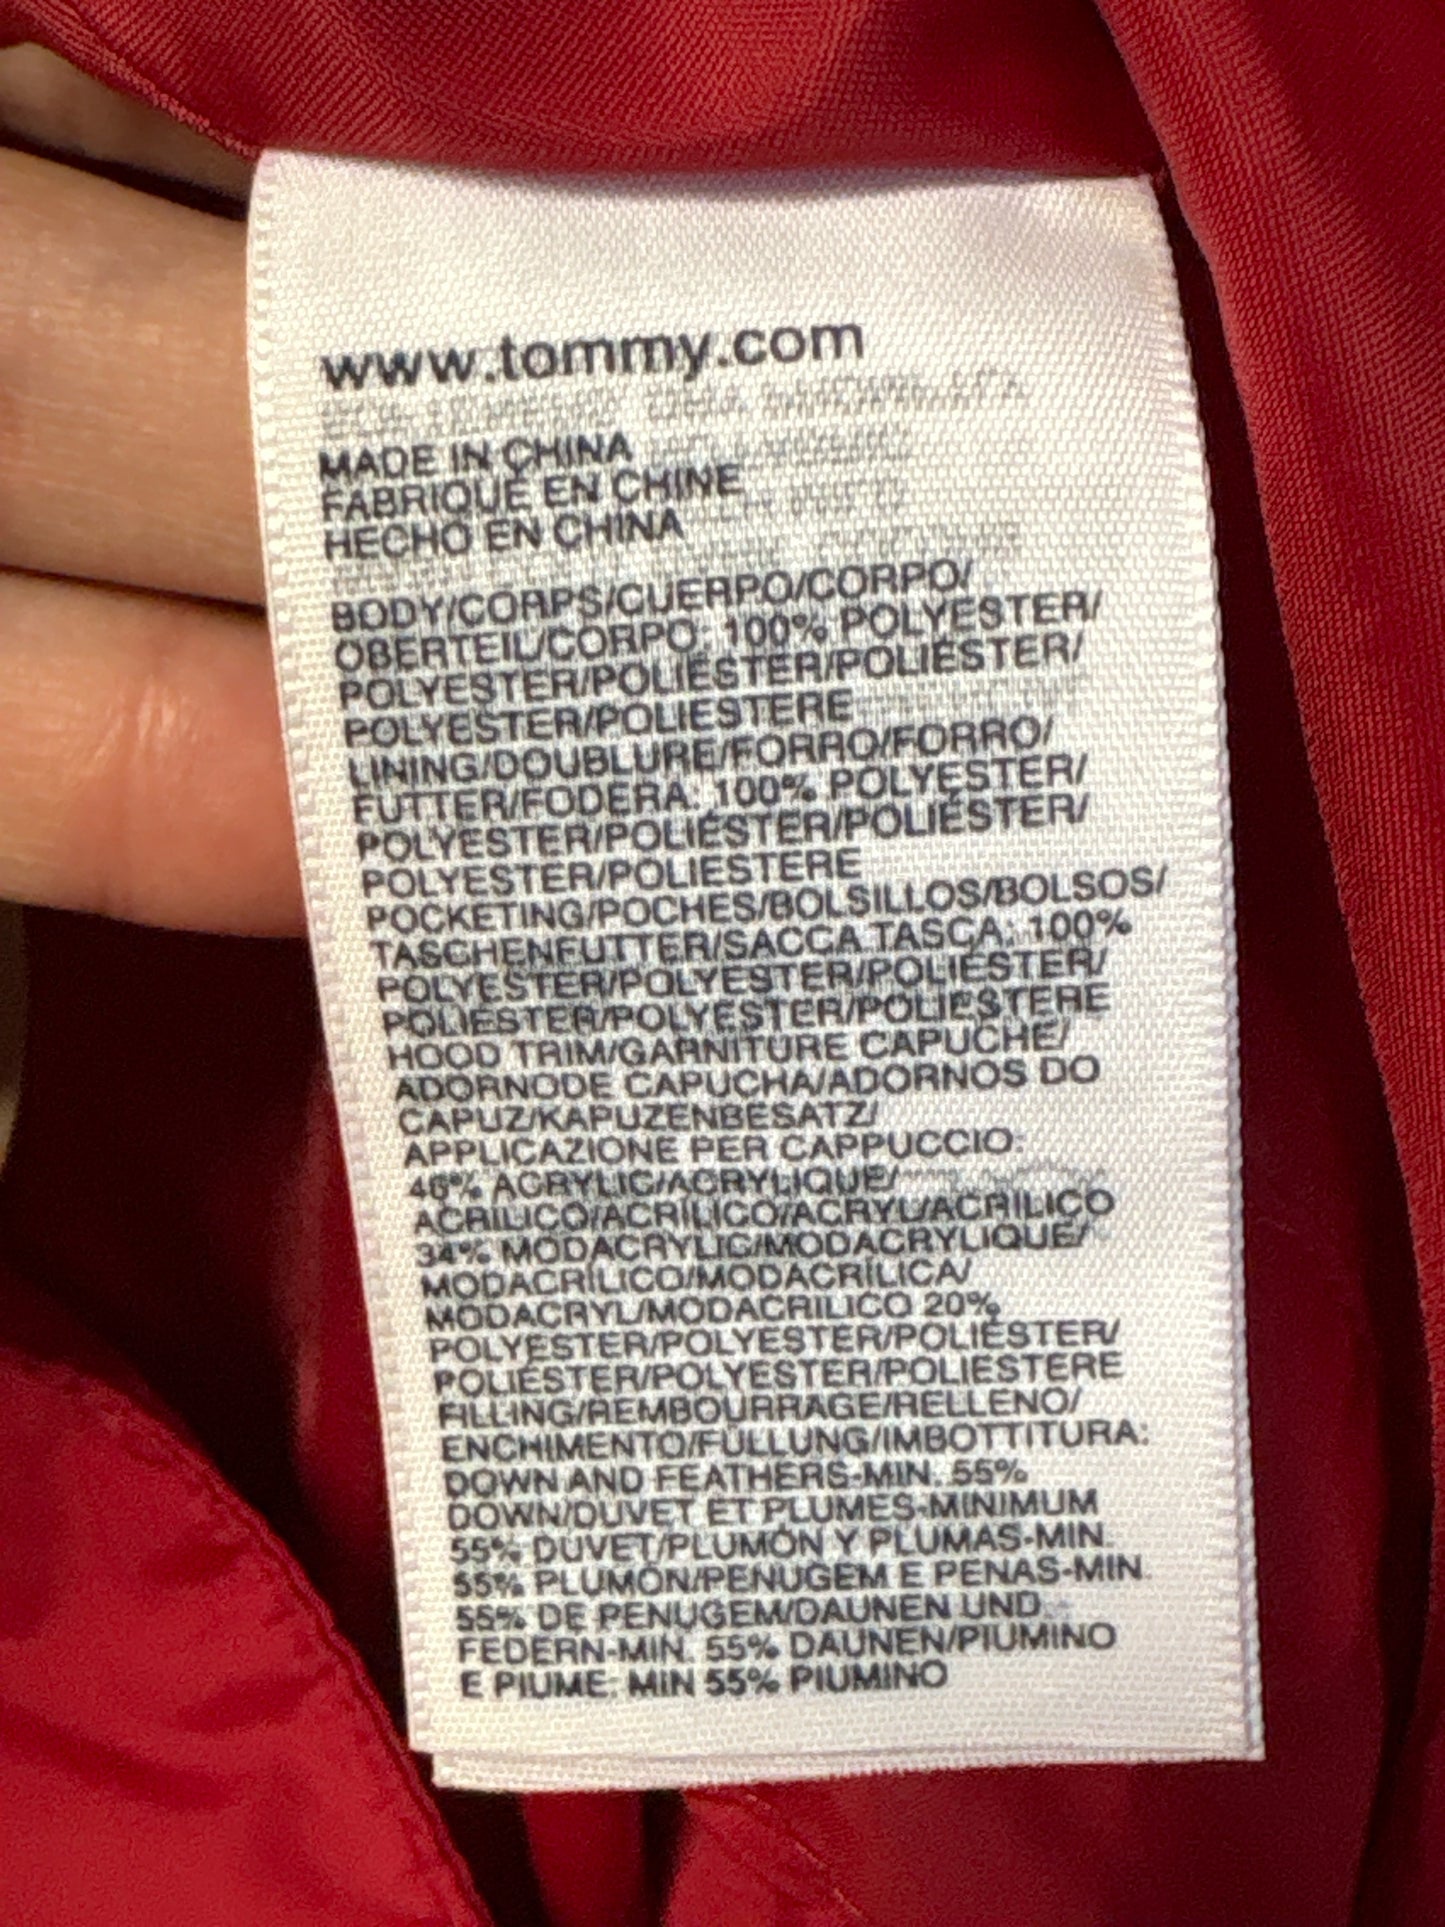 www.tommy.com
MADE IN CHINA
FABRIQUÉ EN CHINE
HECHO EN CHINA
BODY/CORPS/CUERPO/CORPO/
OBERTEIL/CORPO: 100% POLYESTER/
POLYESTER/POLIÉSTER/POLIÉSTER/
POLYESTER/POLIESTERE
LINING/DOUBLURE/FORRO/FORRO/
FUTTER/FODERA: 100% POLYESTER/
POLYESTER/POLIÉSTER/POLIÉSTER/
POLYESTER/POLIESTERE
POCKETING/POCHES/BOLSILLOS/BOLSOS/
TASCHENFUTTER/SACCA TASCA: 100%
POLYESTER/POLYESTER/POLIÉSTER/
POLIÉSTER/POLYESTER/POLIESTERE
HOOD TRIM/GARNITURE CAPUCHE/
ADORNODE CAPUCHA/ADORNOS DO
CAPUZ/KAPUZENBESATZ/
APPLICAZIONE PER CAPPUCCIO:
46% ACRYLIC/ACRYLIQUE/
ACRILICO/ACRÍLICO/ACRYL/ACRILICO
34% MODACRYLIC/MODACRYLIQUE/
MODACRÍLICO/MODACRÍLICA/
MODACRYL/MODACRILICO 20%
POLYESTER/POLYESTER/POLIÉSTER/
POLIÉSTER/POLYESTER/POLIESTERE
FILLING/REMBOURRAGE/RELLENO/
ENCHIMENTO/FÜLLUNG/IMBOTTITURA:
DOWN AND FEATHERS-MIN. 55%
DOWN/DUVET ET PLUMES-MINIMUM
55% DUVET/PLUMÓN Y PLUMAS-MIN.
55% PLUMÓN/PENUGEM E PENAS-MIN.
55% DE PENUGEM/DAUNEN UND
FEDERN-MIN. 55% DAUNEN/PIUMINO
E PIUME: MIN 55% PIUMINO